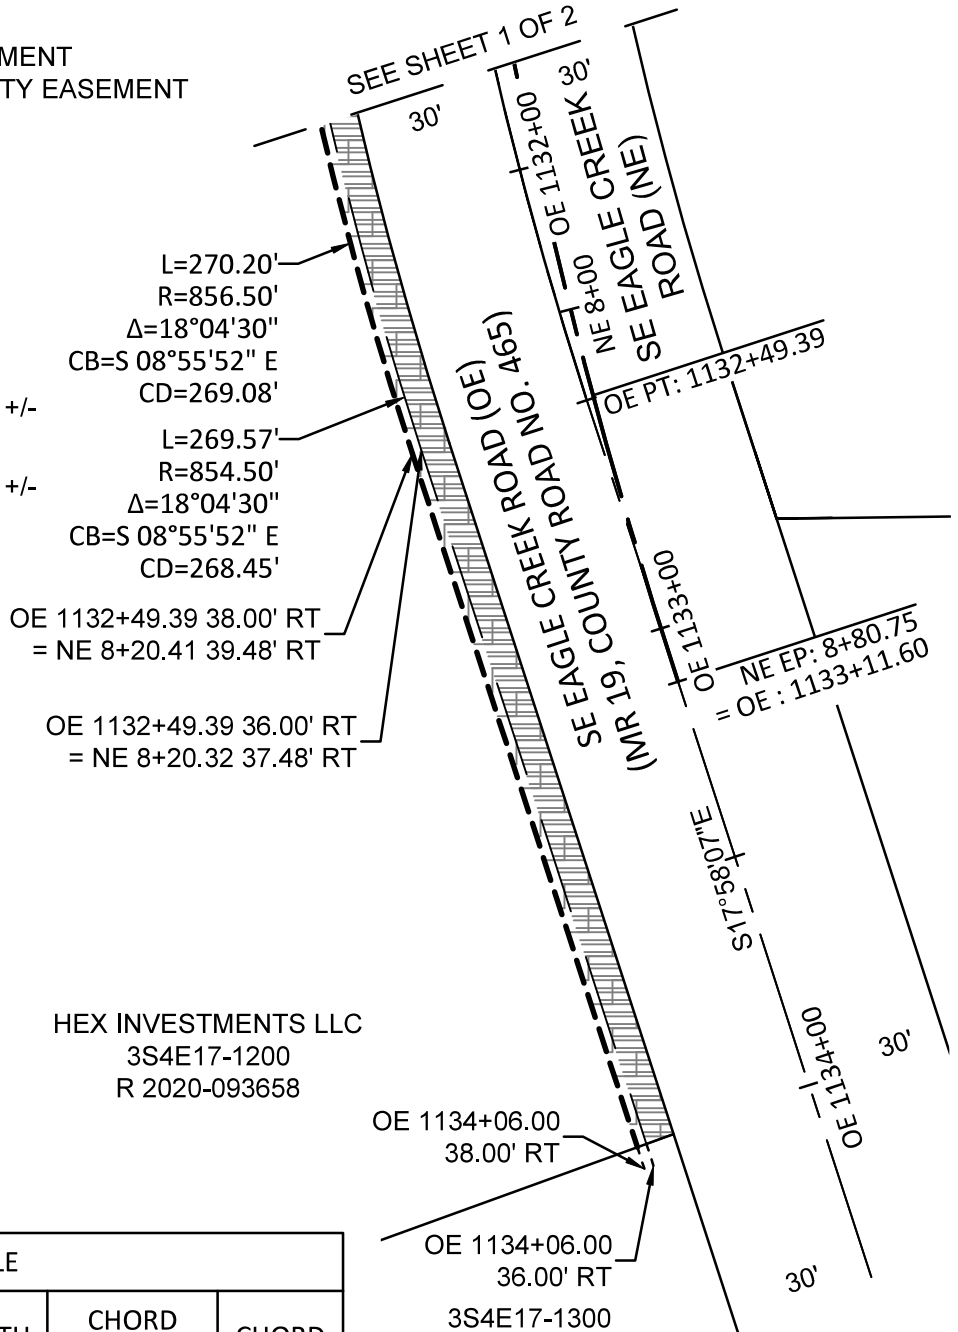 MENT
TY EASEMENT
SEE SHEET 1 OF 2
30'
30'
OE 1132+00
NE 8+00
SE EAGLE CREEK
ROAD (NE)
L=270.20'
R=856.50'
Δ=18°04'30"
CB=S 08°55'52" E
CD=269.08'
+/-
L=269.57'
+/-
R=854.50'
Δ=18°04'30"
CB=S 08°55'52" E
CD=268.45'
OE PT: 1132+49.39
SE EAGLE CREEK ROAD (OE)
(MR 19, COUNTY ROAD NO. 465)
OE 1132+49.39 38.00' RT
= NE 8+20.41 39.48' RT
OE 1133+00
NE EP: 8+80.75
= OE : 1133+11.60
OE 1132+49.39 36.00' RT
= NE 8+20.32 37.48' RT
S17°58'07"E
HEX INVESTMENTS LLC
3S4E17-1200
R 2020-093658
30'
OE 1134+00
OE 1134+06.00
38.00' RT
OE 1134+06.00
36.00' RT
30'
3S4E17-1300
LE
TH
CHORD
CHORD